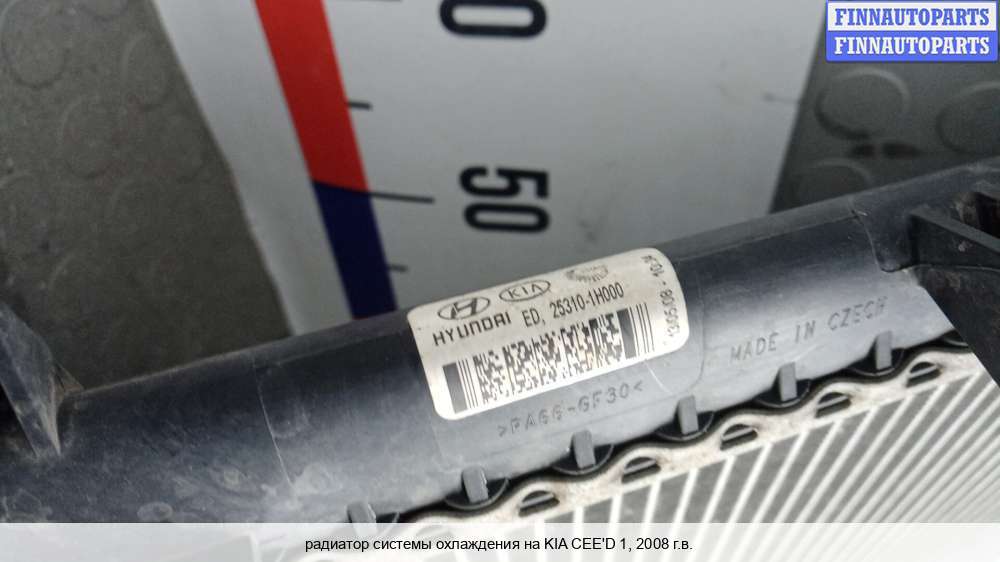 FINNAUTOPARTS
FINNAUTOPARTS
0
50
KIA
HYUNDAI
ED, 25310-1H000
>PA66-GF30<
MADE IN CZECH
радиатор системы охлаждения на KIA CEE'D 1, 2008 г.в.